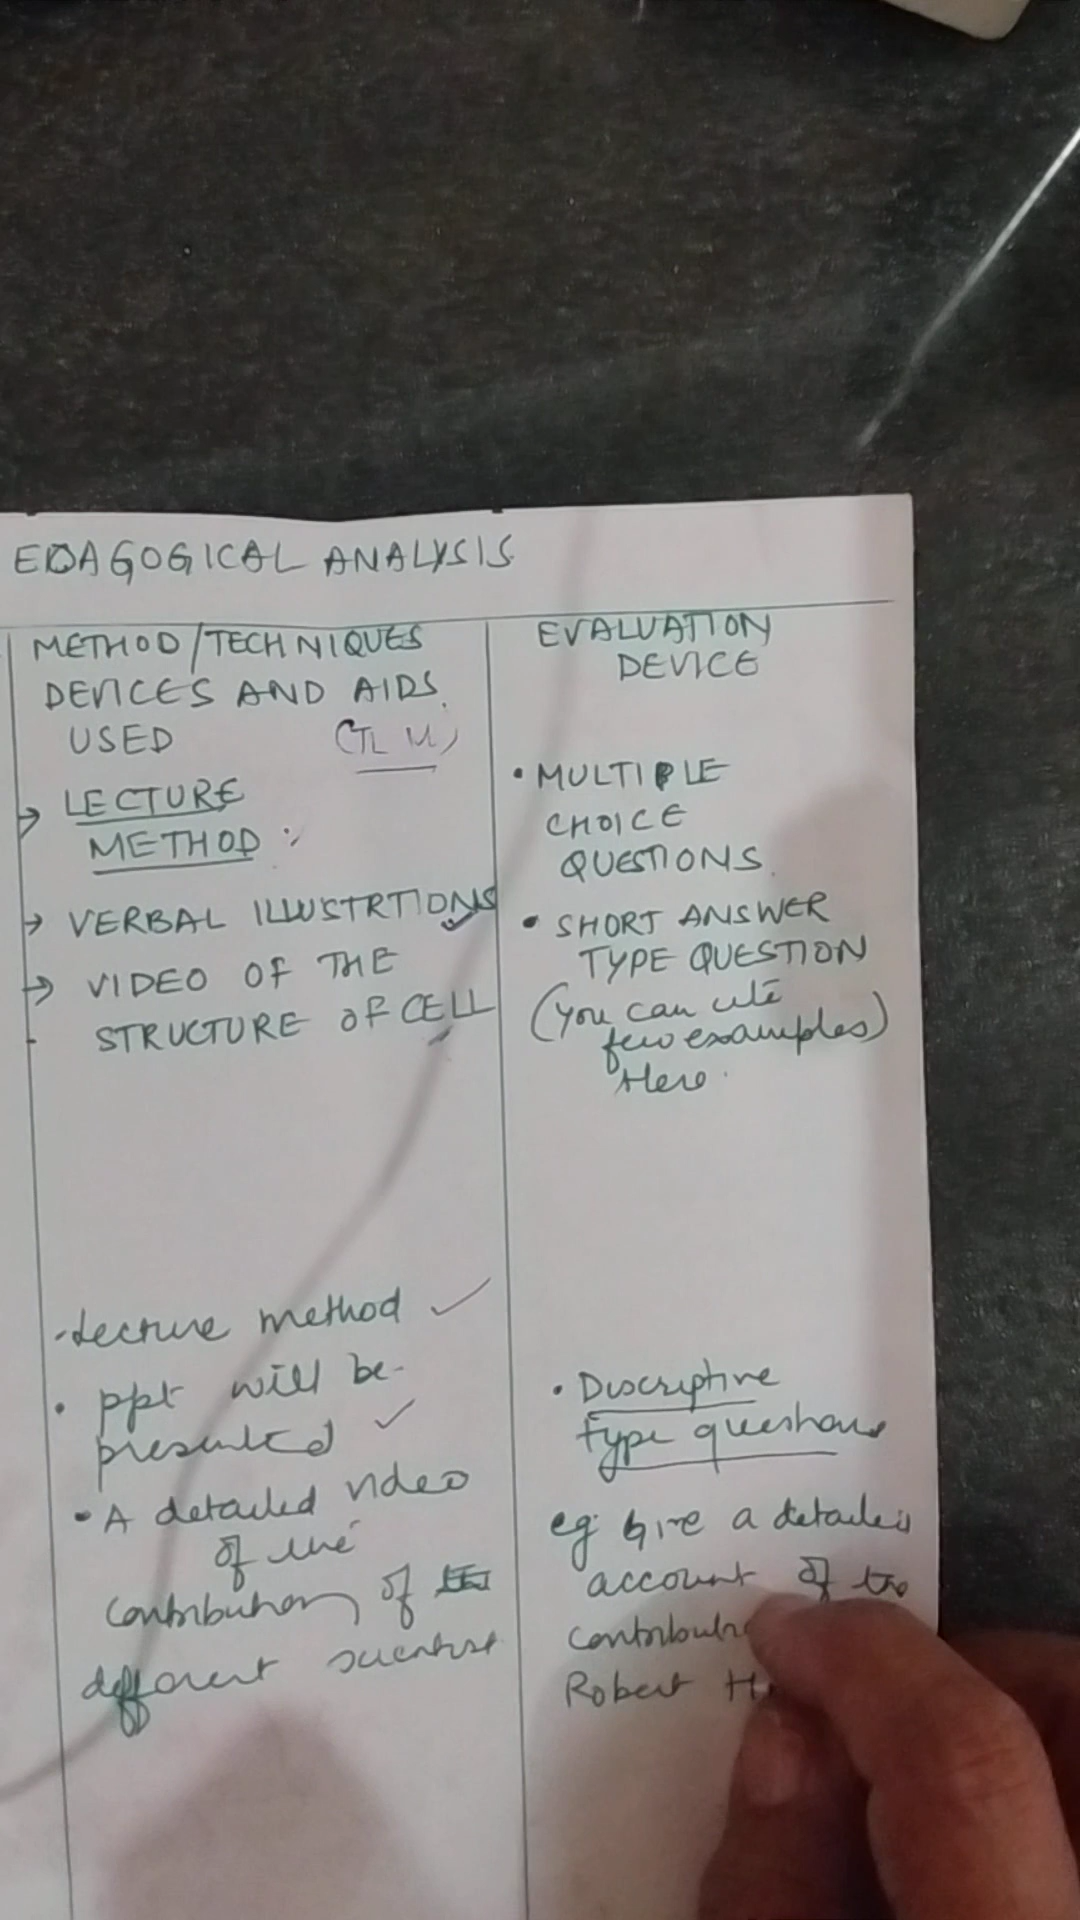 EDAGOGICAL ANALYSIS
METHOD/TECHNIQUES
DEVICES AND AIDS
USED (TLM)
→ LECTURE
METHOD :
→ VERBAL ILLUSTRTIONS
→ VIDEO OF THE
STRUCTURE OF CELL
• Lecture method ✓
• ppt will be
presented ✓
• A detailed video
of the
contribution of
different scientist
EVALUATION
DEVICE
• MULTIPLE
CHOICE
QUESTIONS.
• SHORT ANSWER
TYPE QUESTION
(You can cite
few examples)
Here.
• Discriptive
type questions
eg: Give a detailed
account of the
Robert